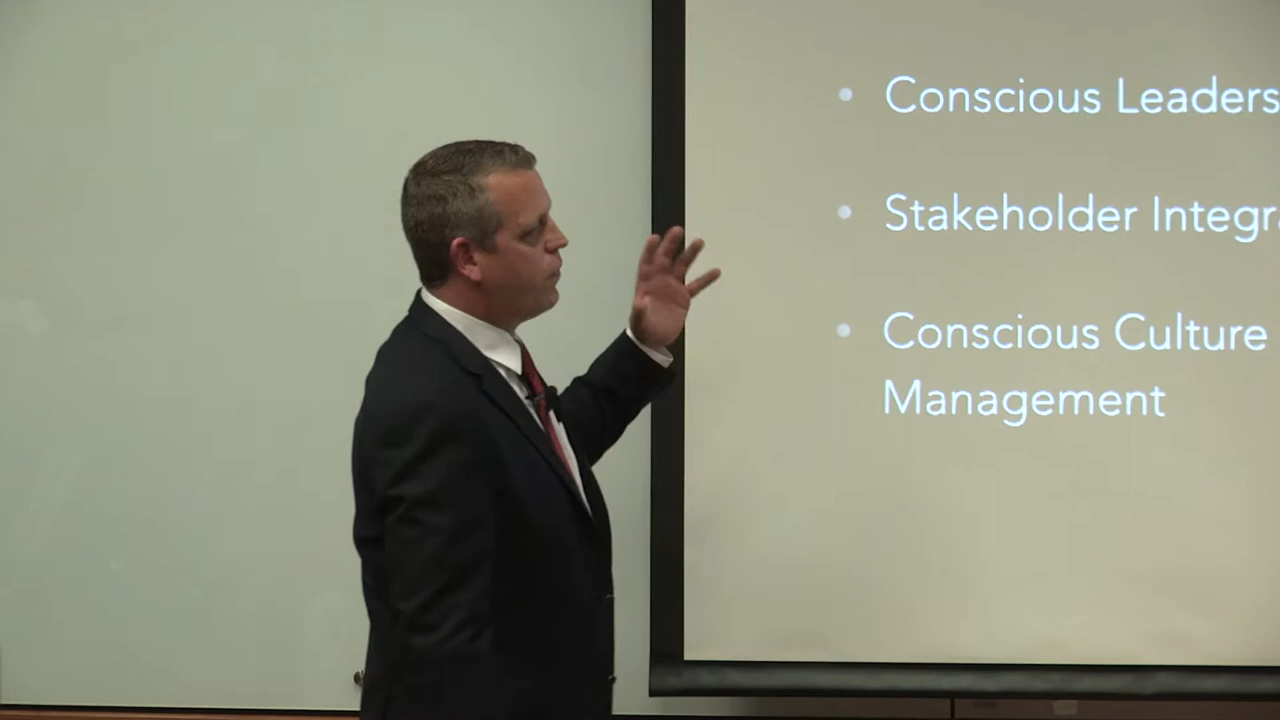 • Conscious Leaders
• Stakeholder Integr
• Conscious Culture
Management